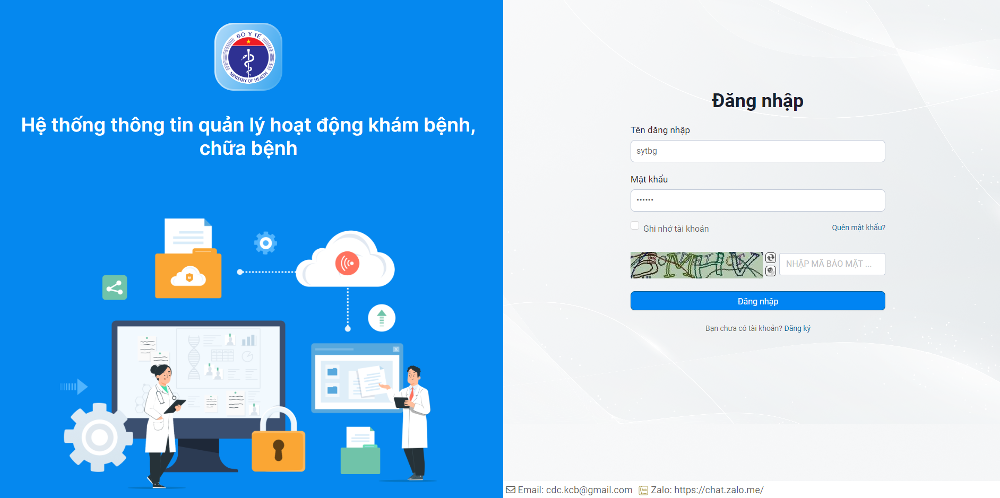 BỘ Y TẾ
MINISTRY OF HEALTH
Hệ thống thông tin quản lý hoạt động khám bệnh,
chữa bệnh
Đăng nhập
Tên đăng nhập
sytbg
Mật khẩu
••••••
Ghi nhớ tài khoản
Quên mật khẩu?
NHẬP MÃ BẢO MẬT ...
Đăng nhập
Bạn chưa có tài khoản? Đăng ký
Email: cdc.kcb@gmail.com Zalo: https://chat.zalo.me/